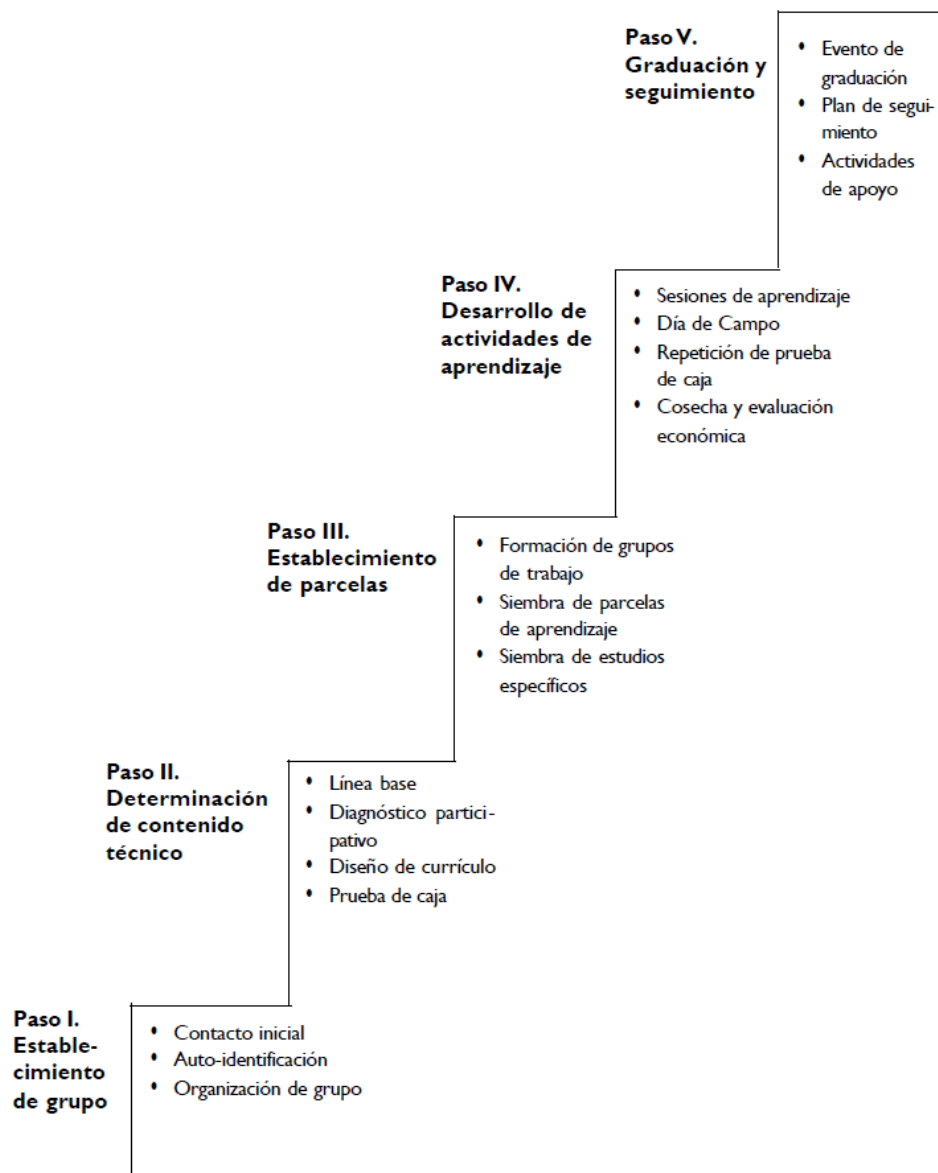 Paso V.
Graduación y
seguimiento
• Evento de
graduación
• Plan de segui-
miento
• Actividades
de apoyo
Paso IV.
Desarrollo de
actividades de
aprendizaje
• Sesiones de aprendizaje
• Día de Campo
• Repetición de prueba
de caja
• Cosecha y evaluación
económica
Paso III.
Establecimiento
de parcelas
• Formación de grupos
de trabajo
• Siembra de parcelas
de aprendizaje
• Siembra de estudios
específicos
Paso II.
Determinación
de contenido
técnico
• Línea base
• Diagnóstico partici-
pativo
• Diseño de currículo
• Prueba de caja
Paso I.
Estable-
cimiento
de grupo
• Contacto inicial
• Auto-identificación
• Organización de grupo